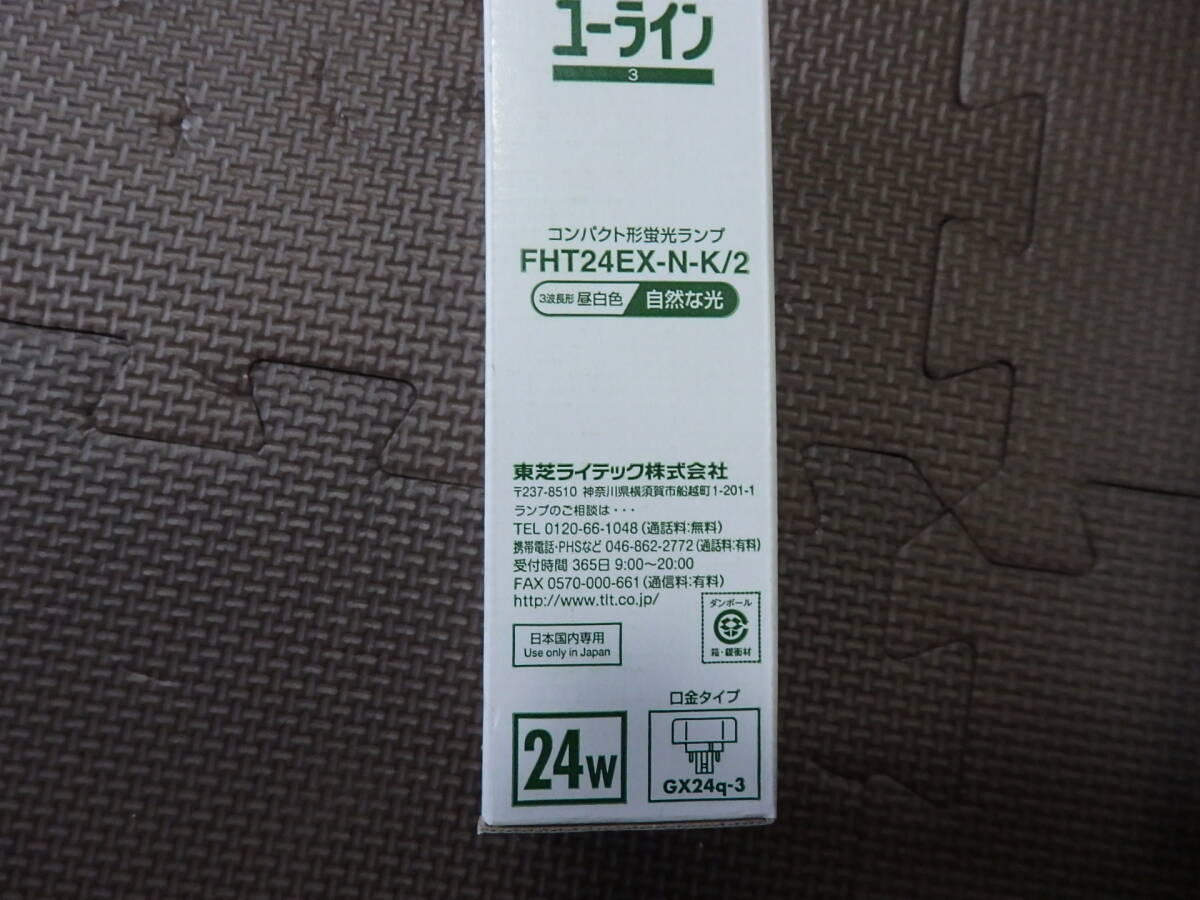 ユーライン
3
コンパクト形蛍光ランプ
FHT24EX-N-K/2
3波長形 昼白色 自然な光
東芝ライテック株式会社
〒237-8510 神奈川県横須賀市船越町1-201-1
ランプのご相談は・・・
TEL 0120-66-1048 (通話料:無料)
携帯電話・PHSなど 046-862-2772 (通話料:有料)
受付時間 365日 9:00〜20:00
FAX 0570-000-661 (通信料:有料)
http://www.tlt.co.jp/
ダンボール
箱・緩衝材
日本国内専用
Use only in Japan
24W
口金タイプ
GX24q-3